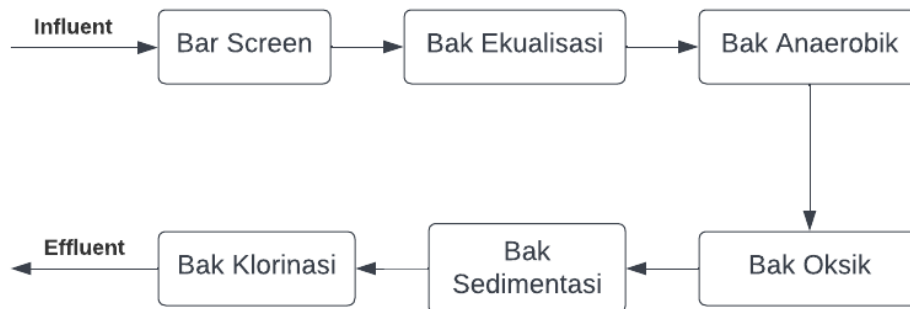 Influent
Bar Screen
Bak Ekualisasi
Bak Anaerobik
Effluent
Bak Klorinasi
Bak
Sedimentasi
Bak Oksik